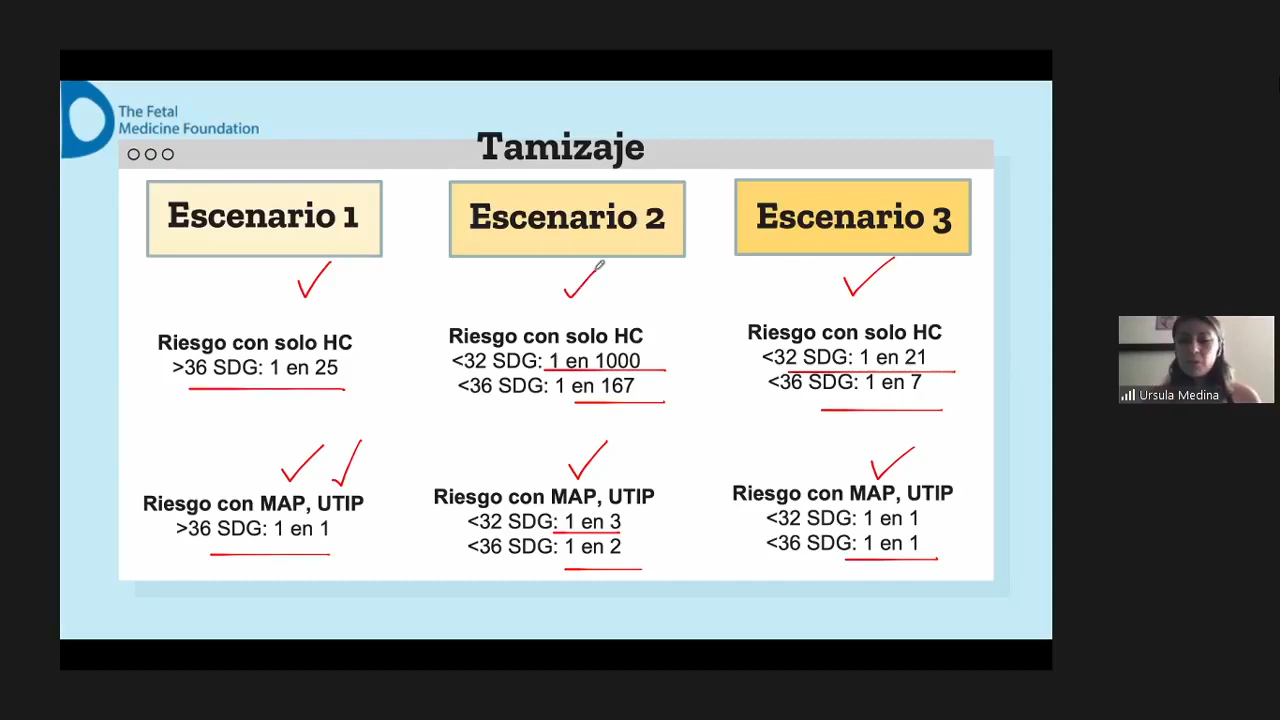 The Fetal
Medicine Foundation
Tamizaje
Escenario 1
Riesgo con solo HC
>36 SDG: 1 en 25
Riesgo con MAP, UTIP
>36 SDG: 1 en 1
Escenario 2
Riesgo con solo HC
<32 SDG: 1 en 1000
<36 SDG: 1 en 167
Riesgo con MAP, UTIP
<32 SDG: 1 en 3
<36 SDG: 1 en 2
Escenario 3
Riesgo con solo HC
<32 SDG: 1 en 21
<36 SDG: 1 en 7
Riesgo con MAP, UTIP
<32 SDG: 1 en 1
<36 SDG: 1 en 1
Ursula Medina